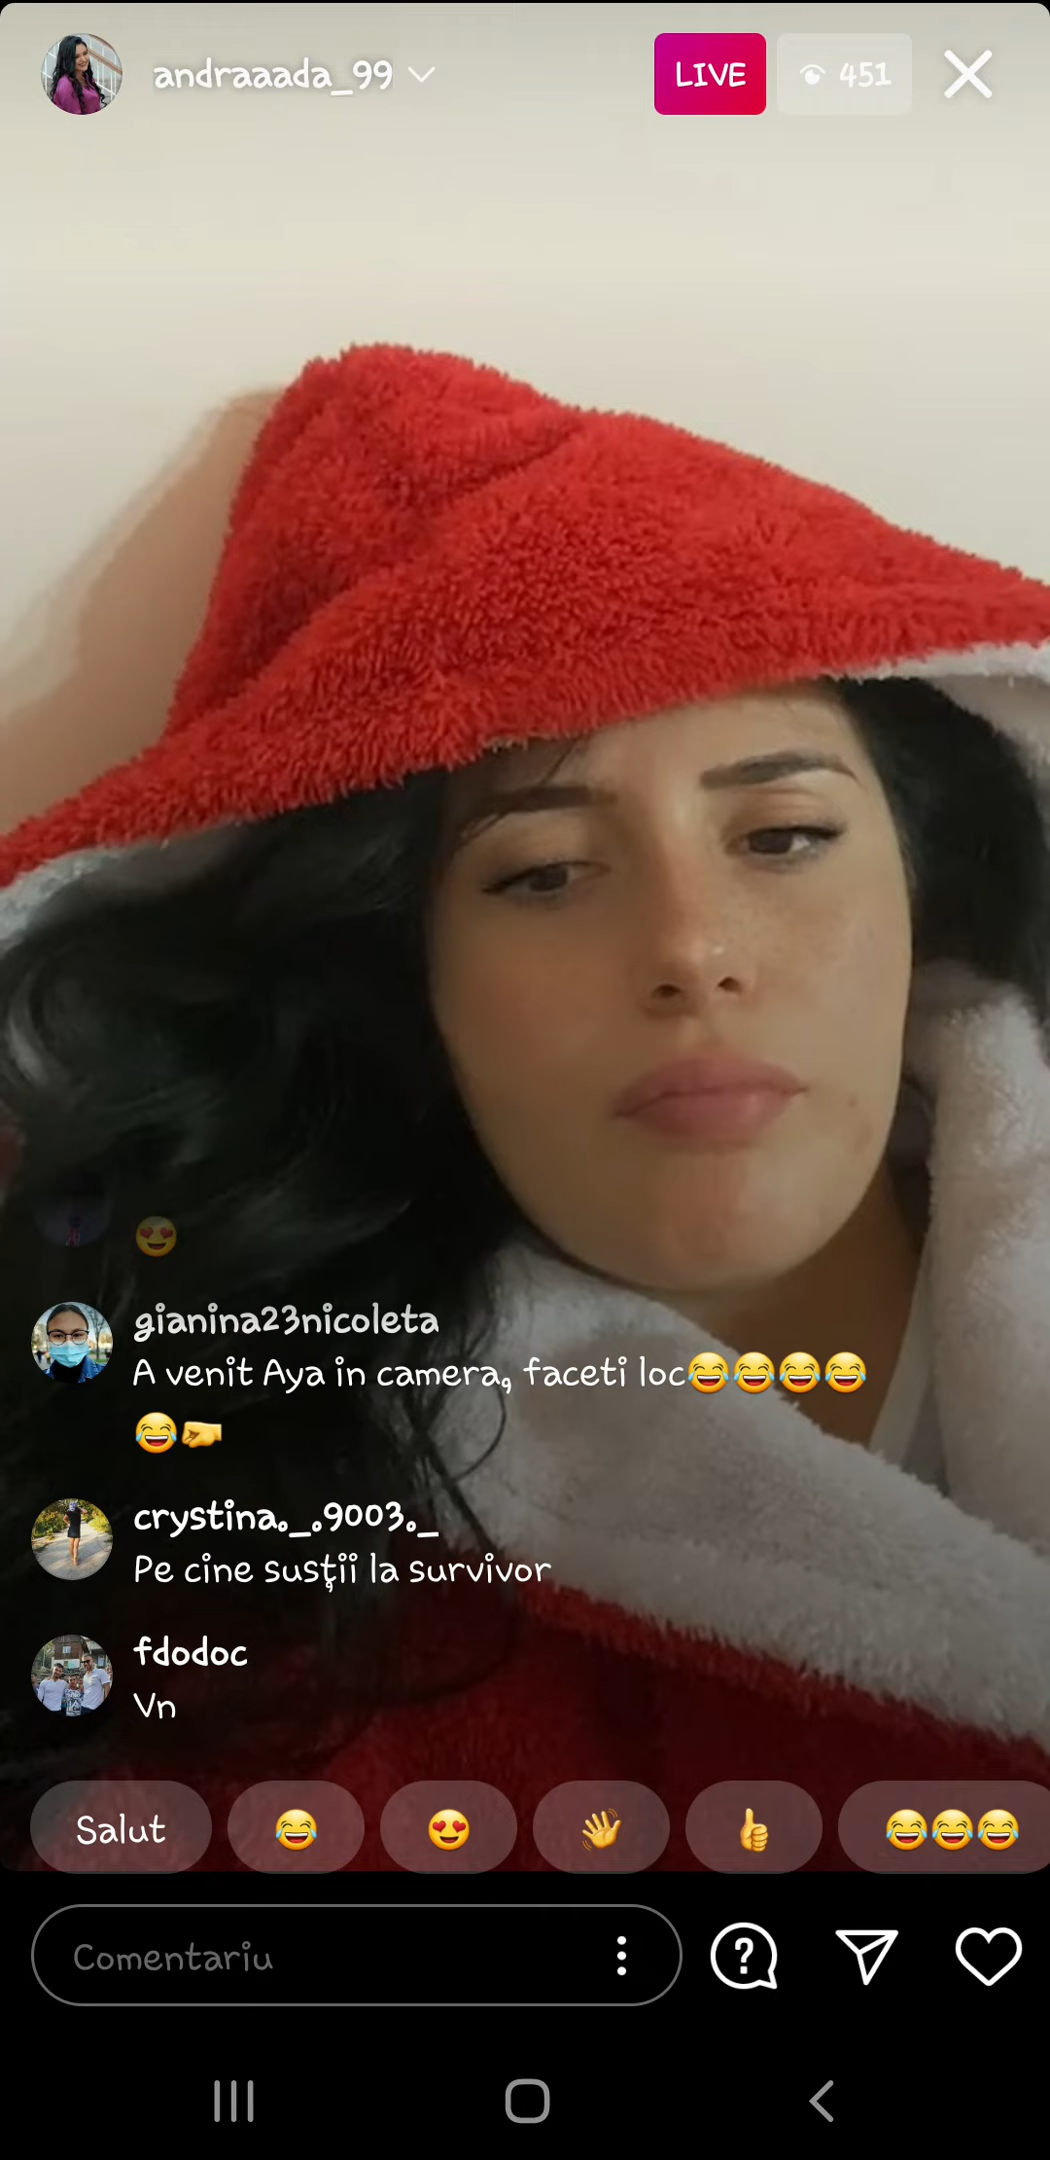 andraaada_99
LIVE
451
gianina23nicoleta
A venit Aya in camera, faceti loc😂😂😂😂
😂🤛
crystina._.9003._
Pe cine susții la survivor
fdodoc
Vn
Salut
Comentariu